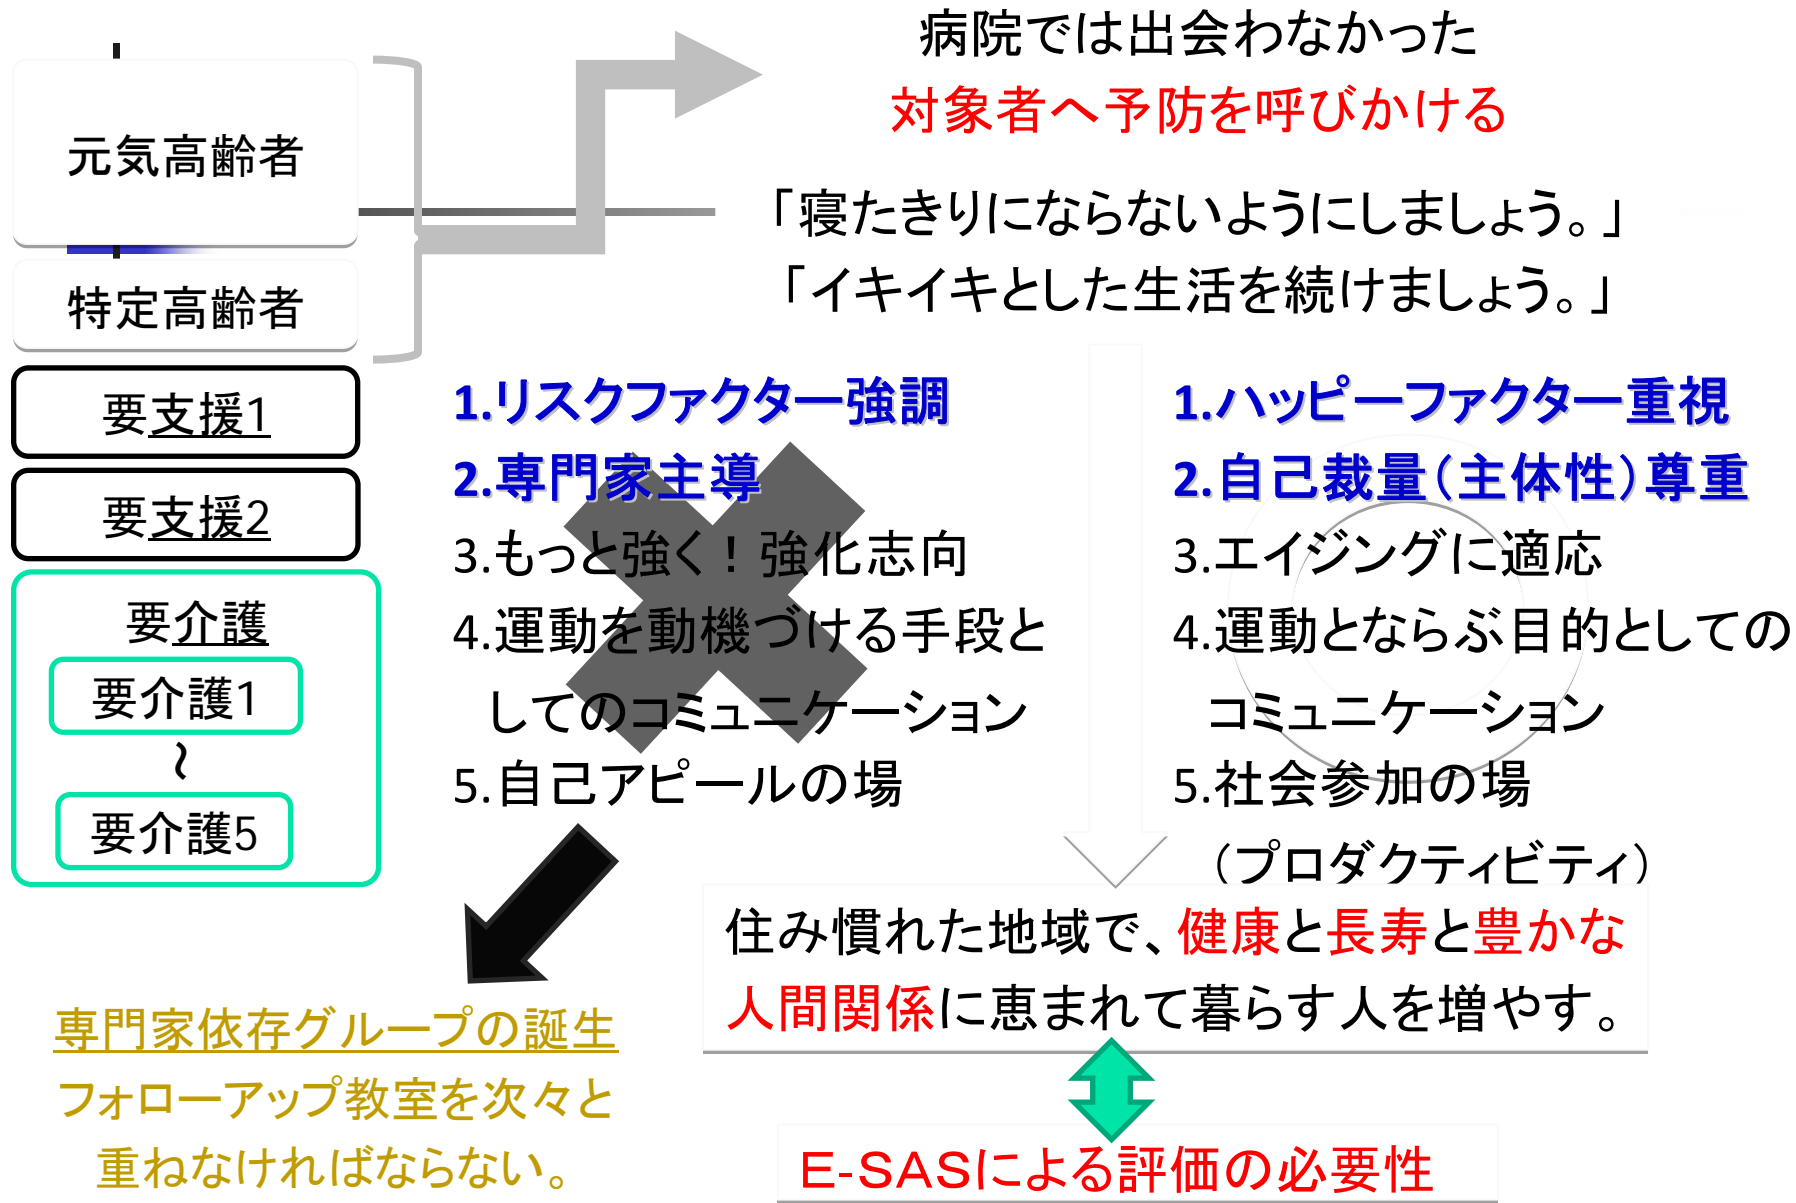 元気高齢者
特定高齢者
要支援1
要支援2
要介護
要介護1
~
要介護5
病院では出会わなかった
対象者へ予防を呼びかける
「寝たきりにならないようにしましょう。」
「イキイキとした生活を続けましょう。」
1.リスクファクター強調
2.専門家主導
3.もっと強く！強化志向
4.運動を動機づける手段と
してのコミュニケーション
5.自己アピールの場
1.ハッピーファクター重視
2.自己裁量(主体性)尊重
3.エイジングに適応
4.運動とならぶ目的としての
コミュニケーション
5.社会参加の場
(プロダクティビティ)
専門家依存グループの誕生
フォローアップ教室を次々と
重ねなければならない。
住み慣れた地域で、健康と長寿と豊かな
人間関係に恵まれて暮らす人を増やす。
E-SASによる評価の必要性